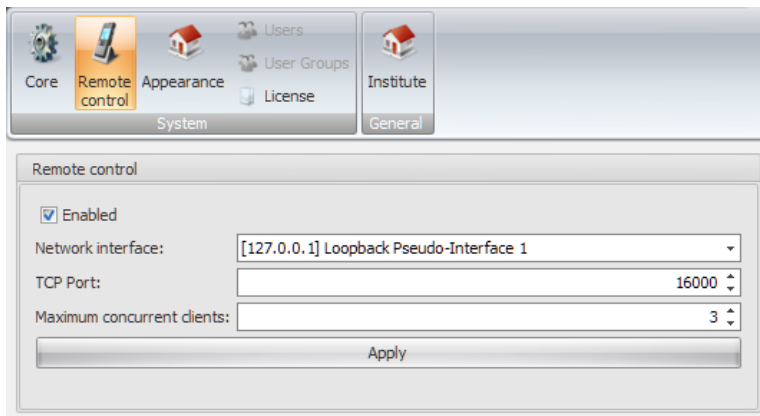 Core
Remote
control
Appearance
Users
User Groups
License
System
Institute
General
Remote control
Enabled
Network interface: [127.0.0.1] Loopback Pseudo-Interface 1
TCP Port: 16000
Maximum concurrent clients: 3
Apply